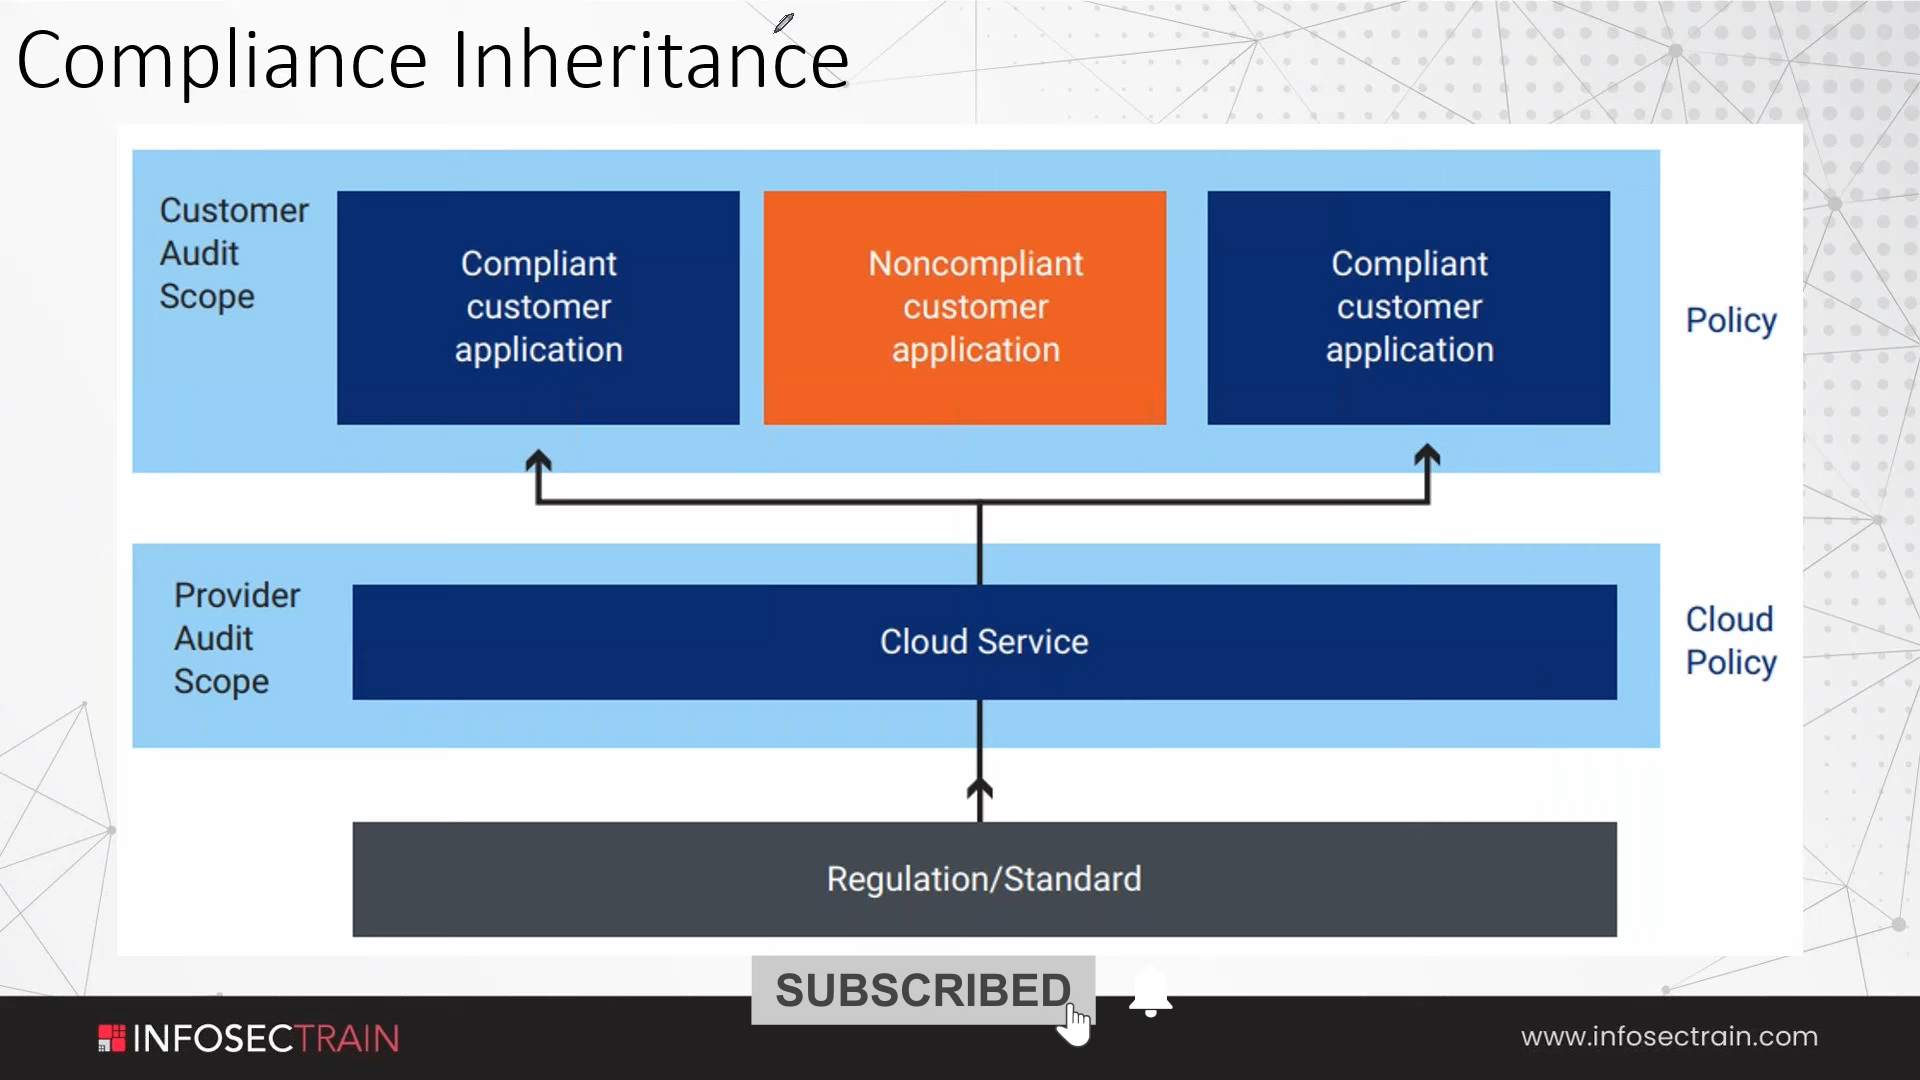 Compliance Inheritance
Customer
Audit
Scope
Compliant
customer
application
Noncompliant
customer
application
Compliant
customer
application
Policy
Provider
Audit
Scope
Cloud Service
Cloud
Policy
Regulation/Standard
SUBSCRIBED
INFOSECTRAIN
www.infosectrain.com